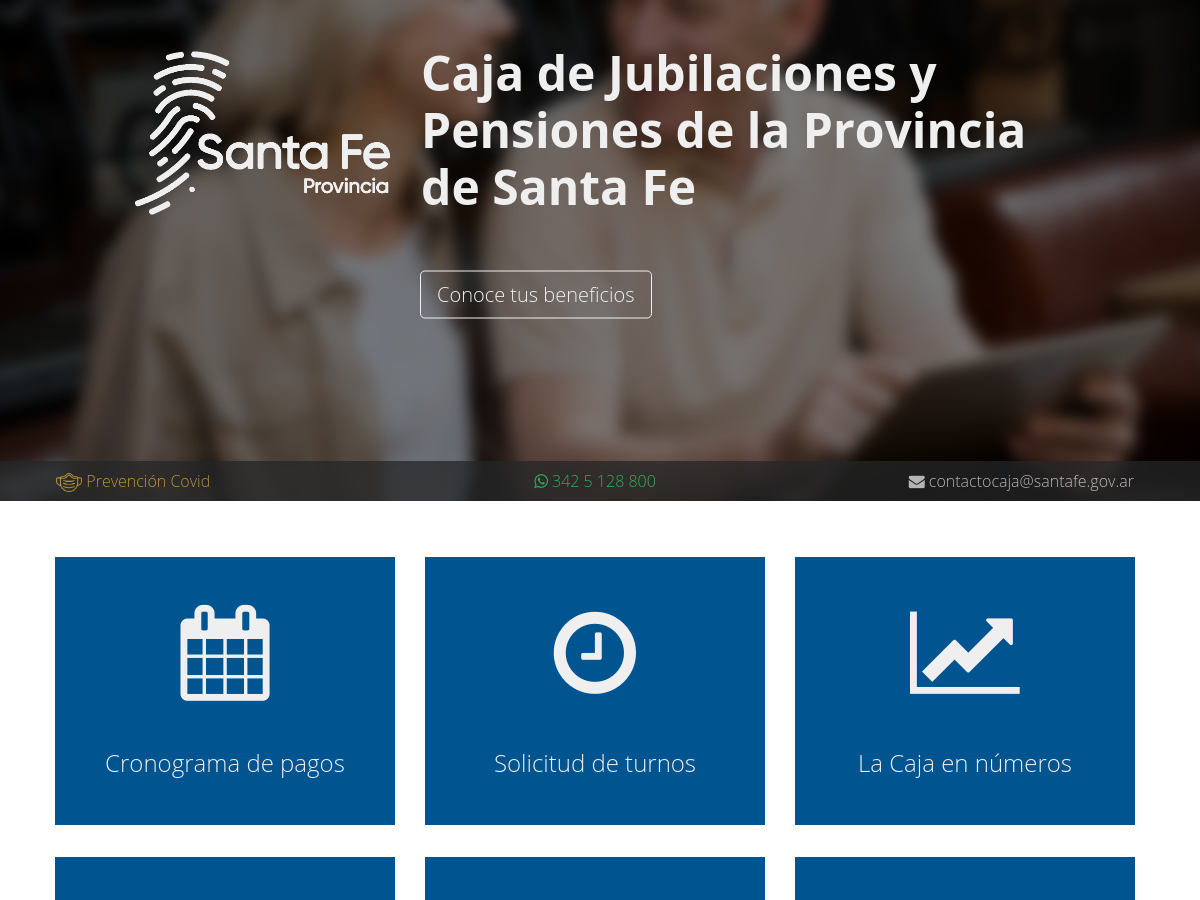 Santa Fe
Provincia
Caja de Jubilaciones y
Pensiones de la Provincia
de Santa Fe
Conoce tus beneficios
Prevención Covid
342 5 128 800
contactocaja@santafe.gov.ar
Cronograma de pagos
Solicitud de turnos
La Caja en números